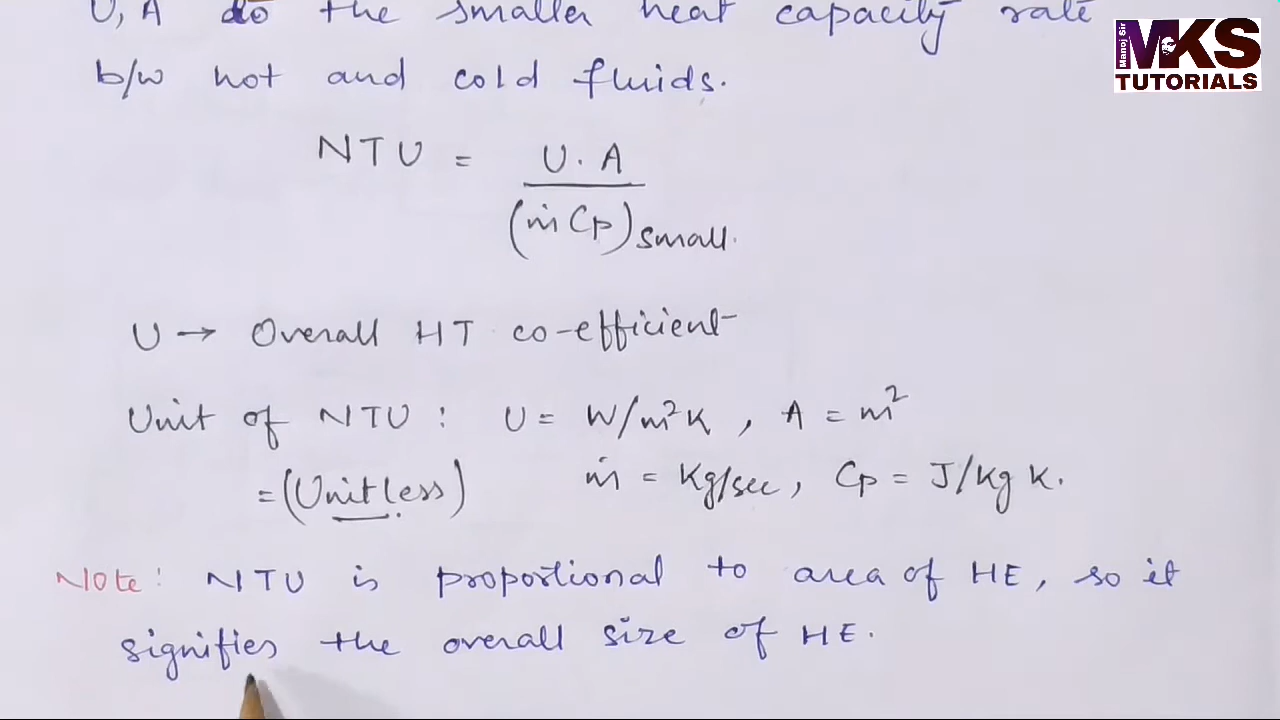 U, A do the smaller heat capacity rate
b/w hot and cold fluids.
Manoj Sir
MKS
TUTORIALS
NTU = U. A
(ṁ Cp)small.
U → Overall HT co-efficient
Unit of NTU : U = W/m²K , A = m²
= (Unitless) ṁ = Kg/sec, Cp = J/Kg K.
Note: NTU is proportional to area of HE, so it
signifies the overall size of HE.